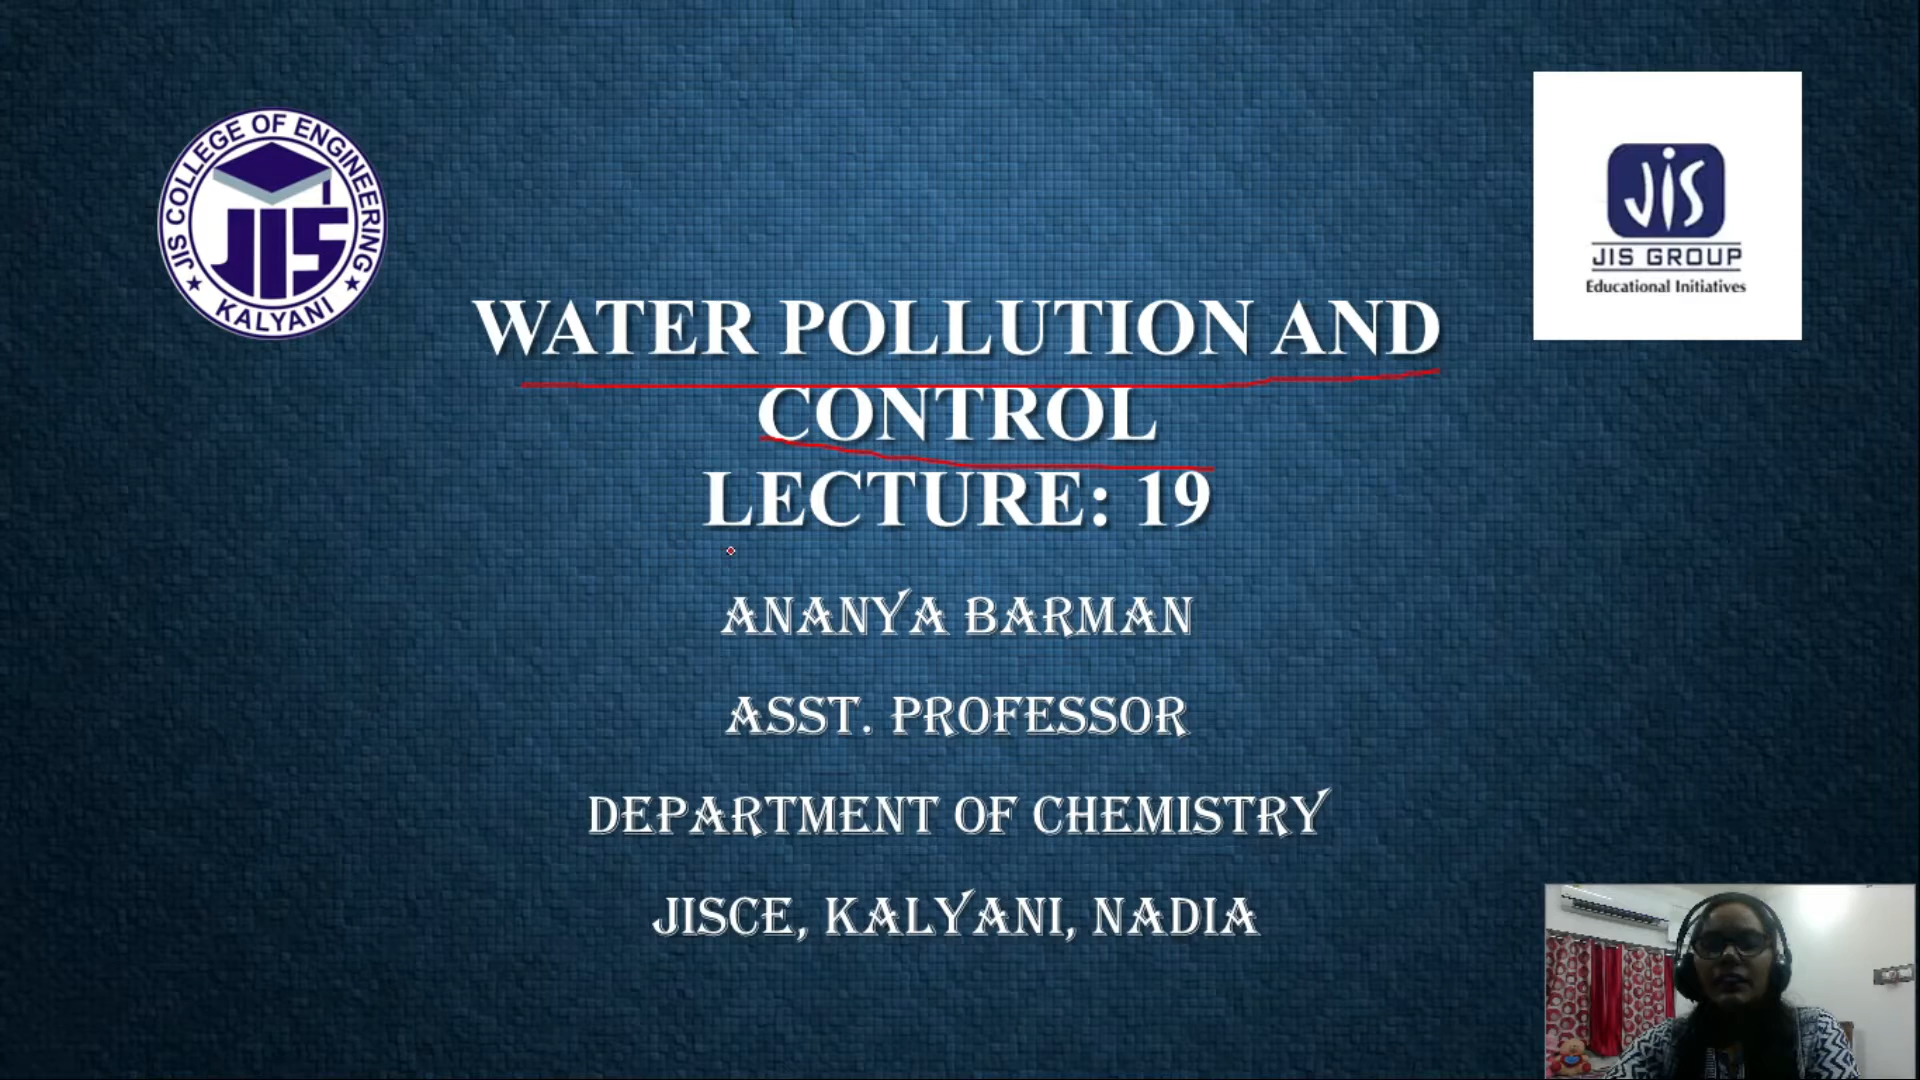 JIS COLLEGE OF ENGINEERING
JIS
KALYANI
JIS
JIS GROUP
Educational Initiatives
WATER POLLUTION AND
CONTROL
LECTURE: 19
ANANYA BARMAN
ASST. PROFESSOR
DEPARTMENT OF CHEMISTRY
JISCE, KALYANI, NADIA